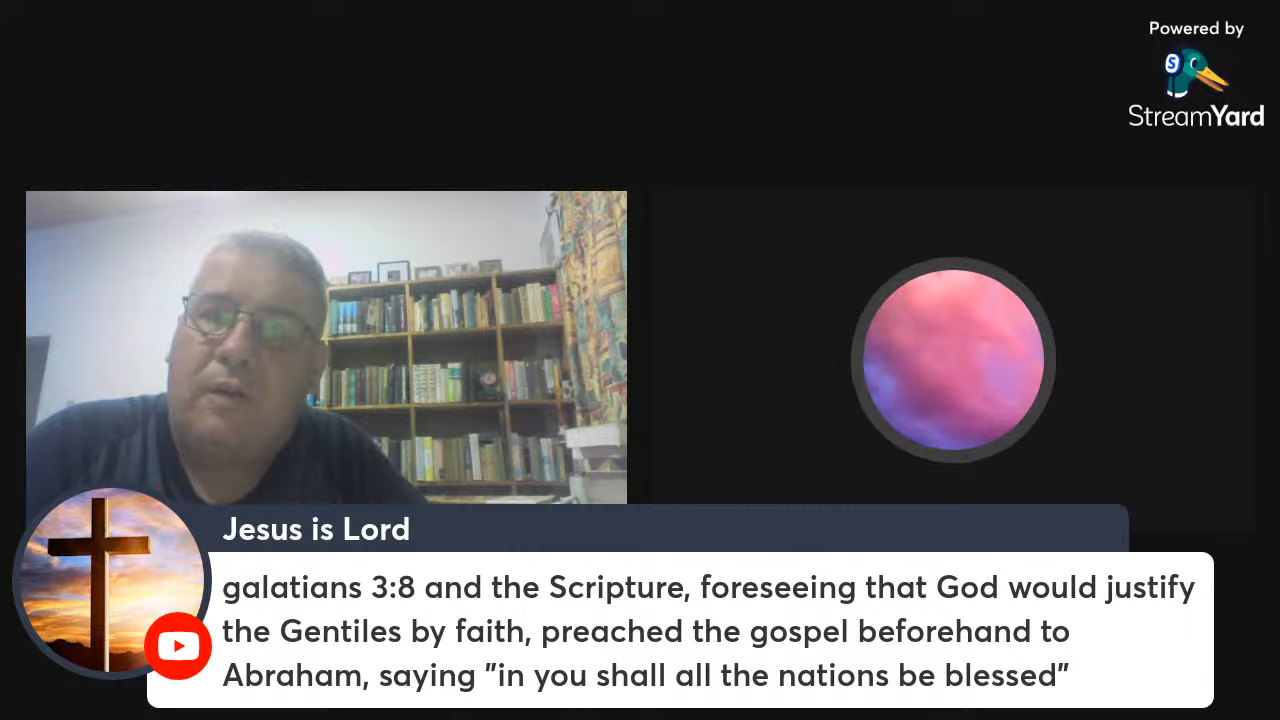 Powered by
StreamYard
Jesus is Lord
galatians 3:8 and the Scripture, foreseeing that God would justify
the Gentiles by faith, preached the gospel beforehand to
Abraham, saying "in you shall all the nations be blessed"